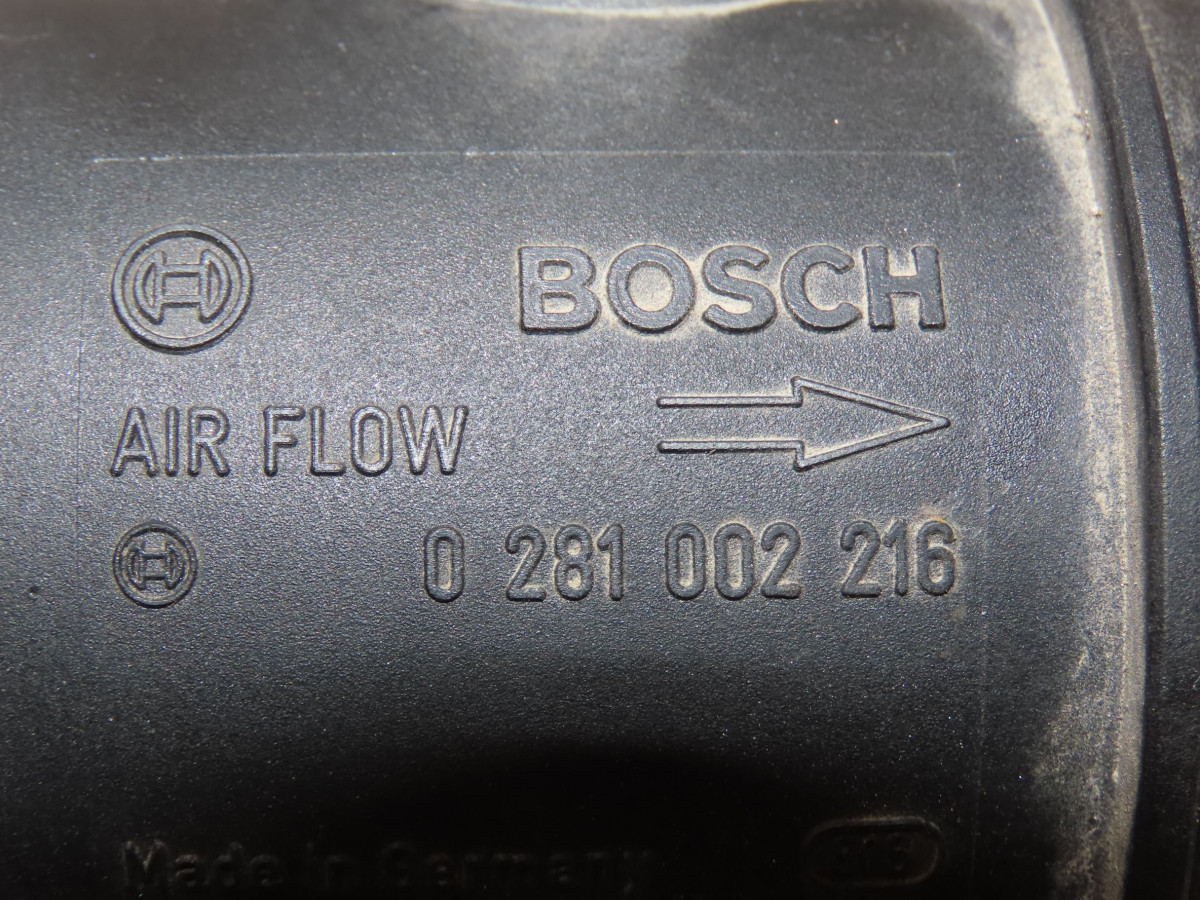 BOSCH
AIR FLOW
0 281 002 216
Made in Germany